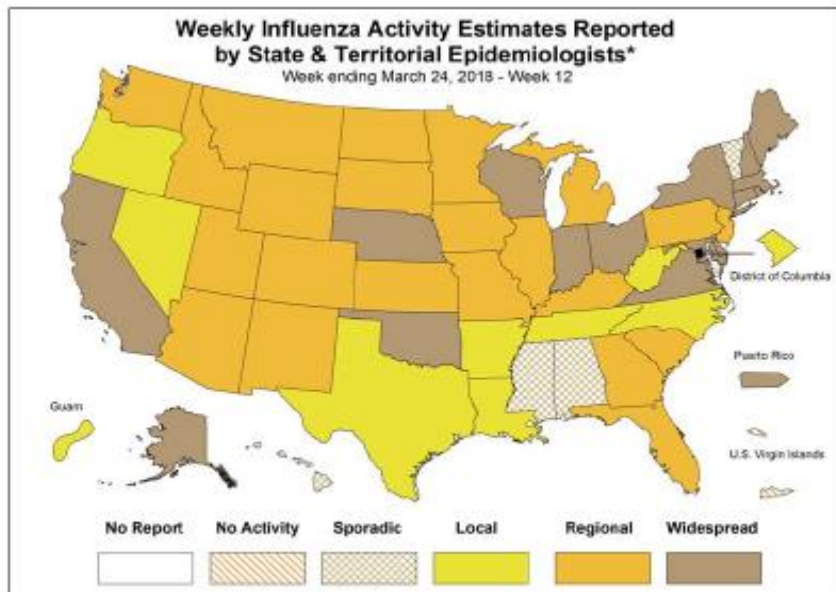 Weekly Influenza Activity Estimates Reported
by State & Territorial Epidemiologists*
Week ending March 24, 2018 - Week 12
District of Columbia
Puerto Rico
Guam
U.S. Virgin Islands
No Report No Activity Sporadic Local Regional Widespread